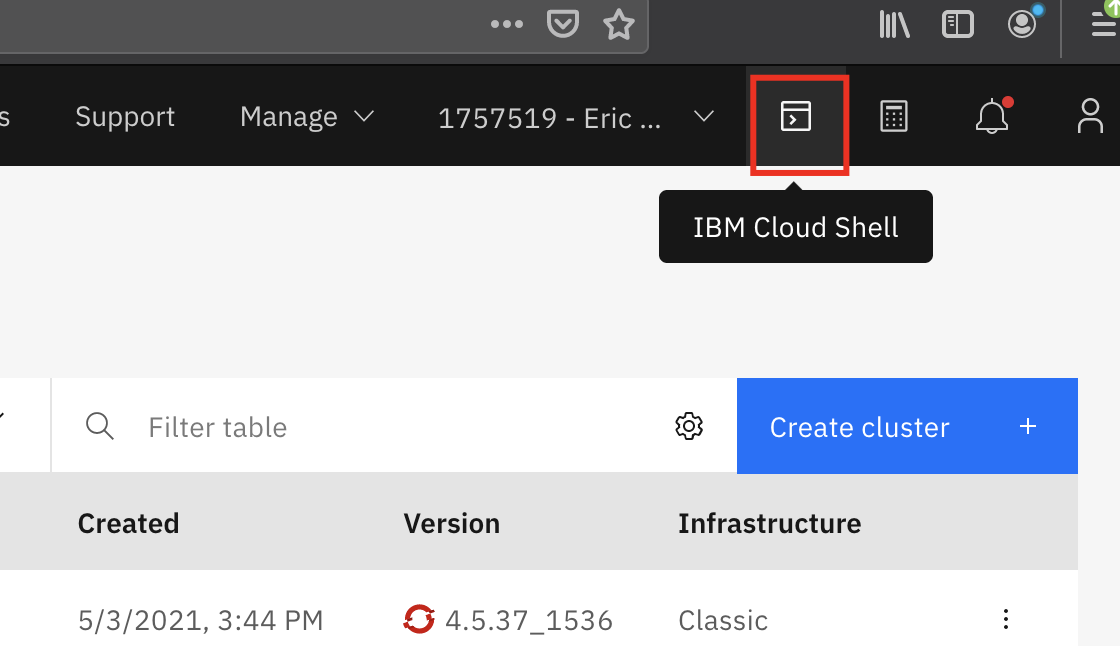 s Support Manage 1757519 - Eric ...
IBM Cloud Shell
Filter table Create cluster +
Created Version Infrastructure
5/3/2021, 3:44 PM 4.5.37_1536 Classic